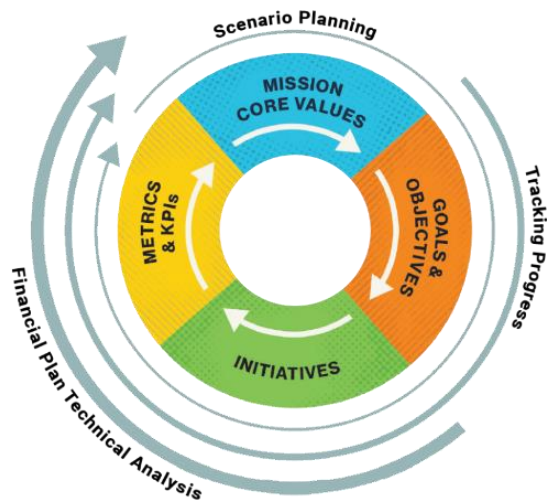 Scenario Planning
MISSION
CORE VALUES
GOALS &
OBJECTIVES
Tracking Progress
INITIATIVES
METRICS
& KPIs
Financial Plan Technical Analysis